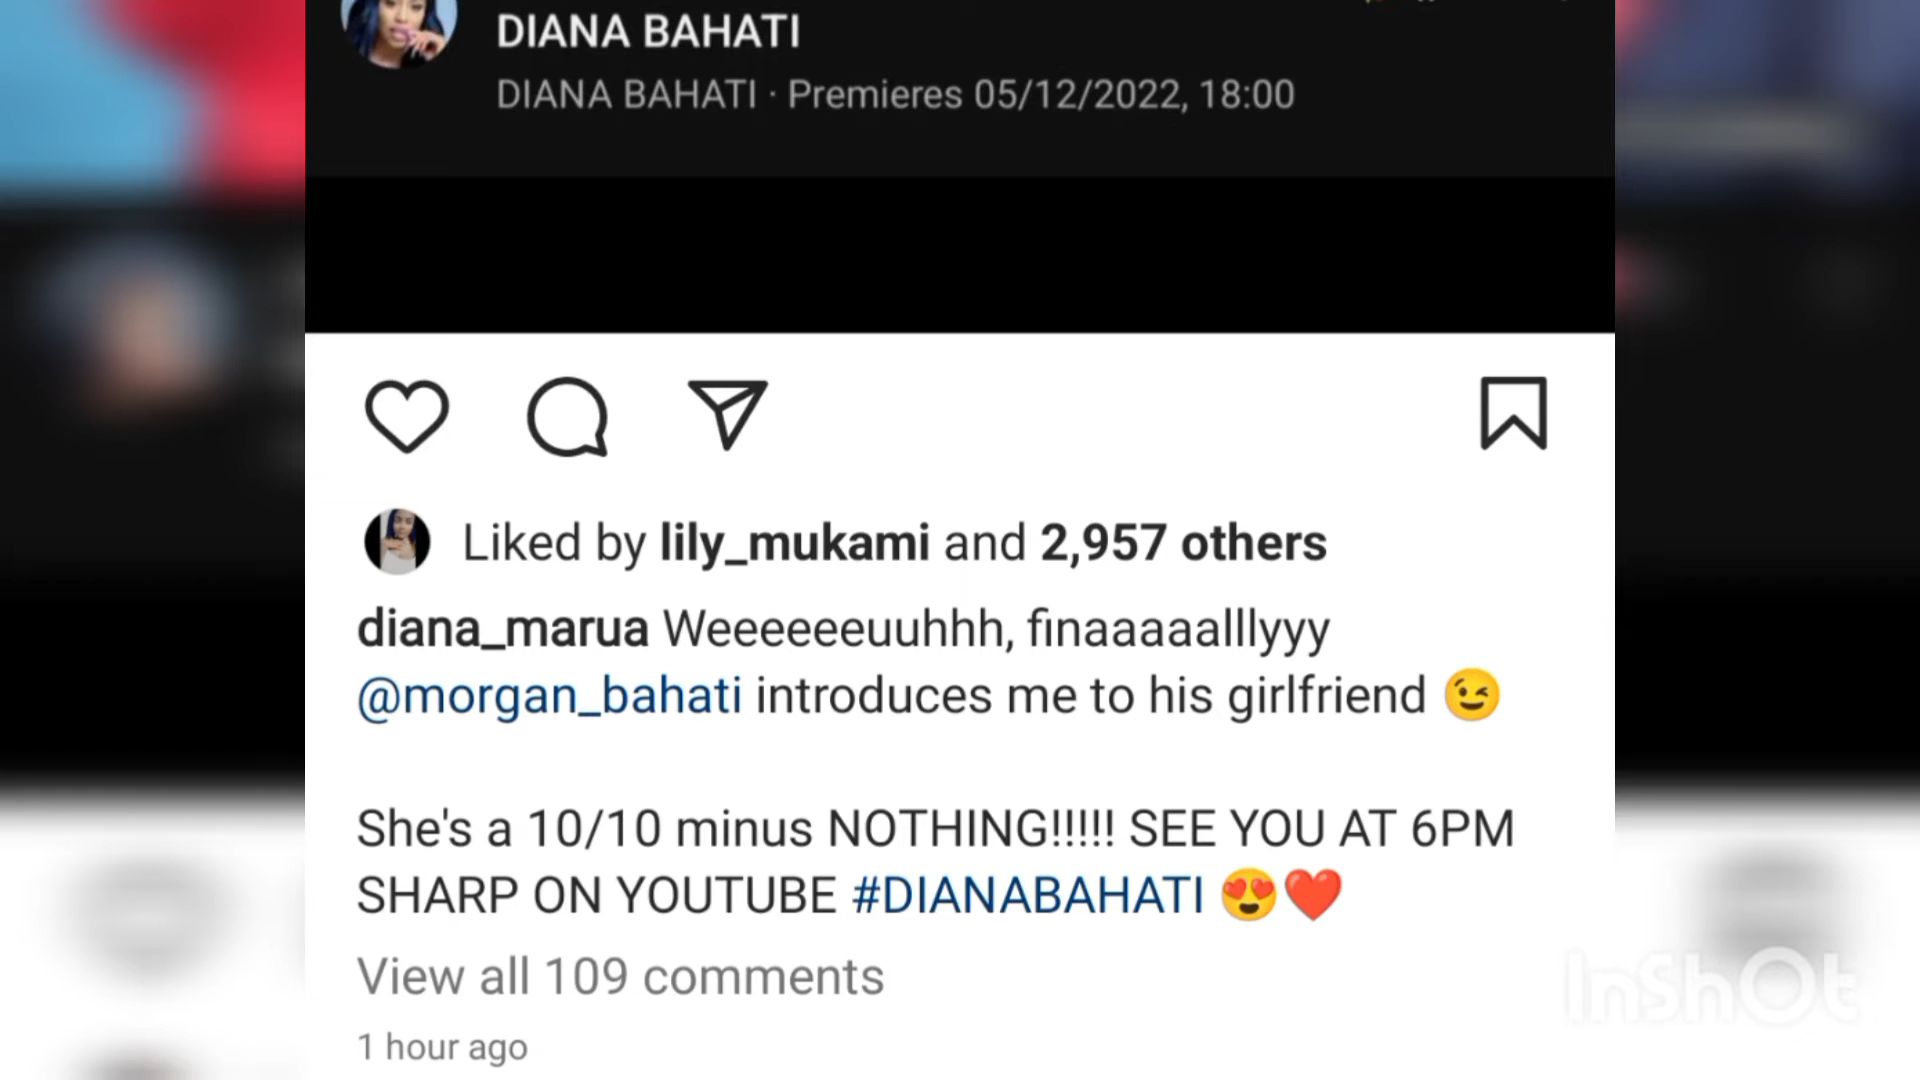 DIANA BAHATI
DIANA BAHATI · Premieres 05/12/2022, 18:00
Liked by lily_mukami and 2,957 others
diana_marua Weeeeeeuuhhh, finaaaaalllyyy
@morgan_bahati introduces me to his girlfriend 😉
She's a 10/10 minus NOTHING!!!!! SEE YOU AT 6PM
SHARP ON YOUTUBE #DIANABAHATI 😍❤️
View all 109 comments
1 hour ago
InShOt